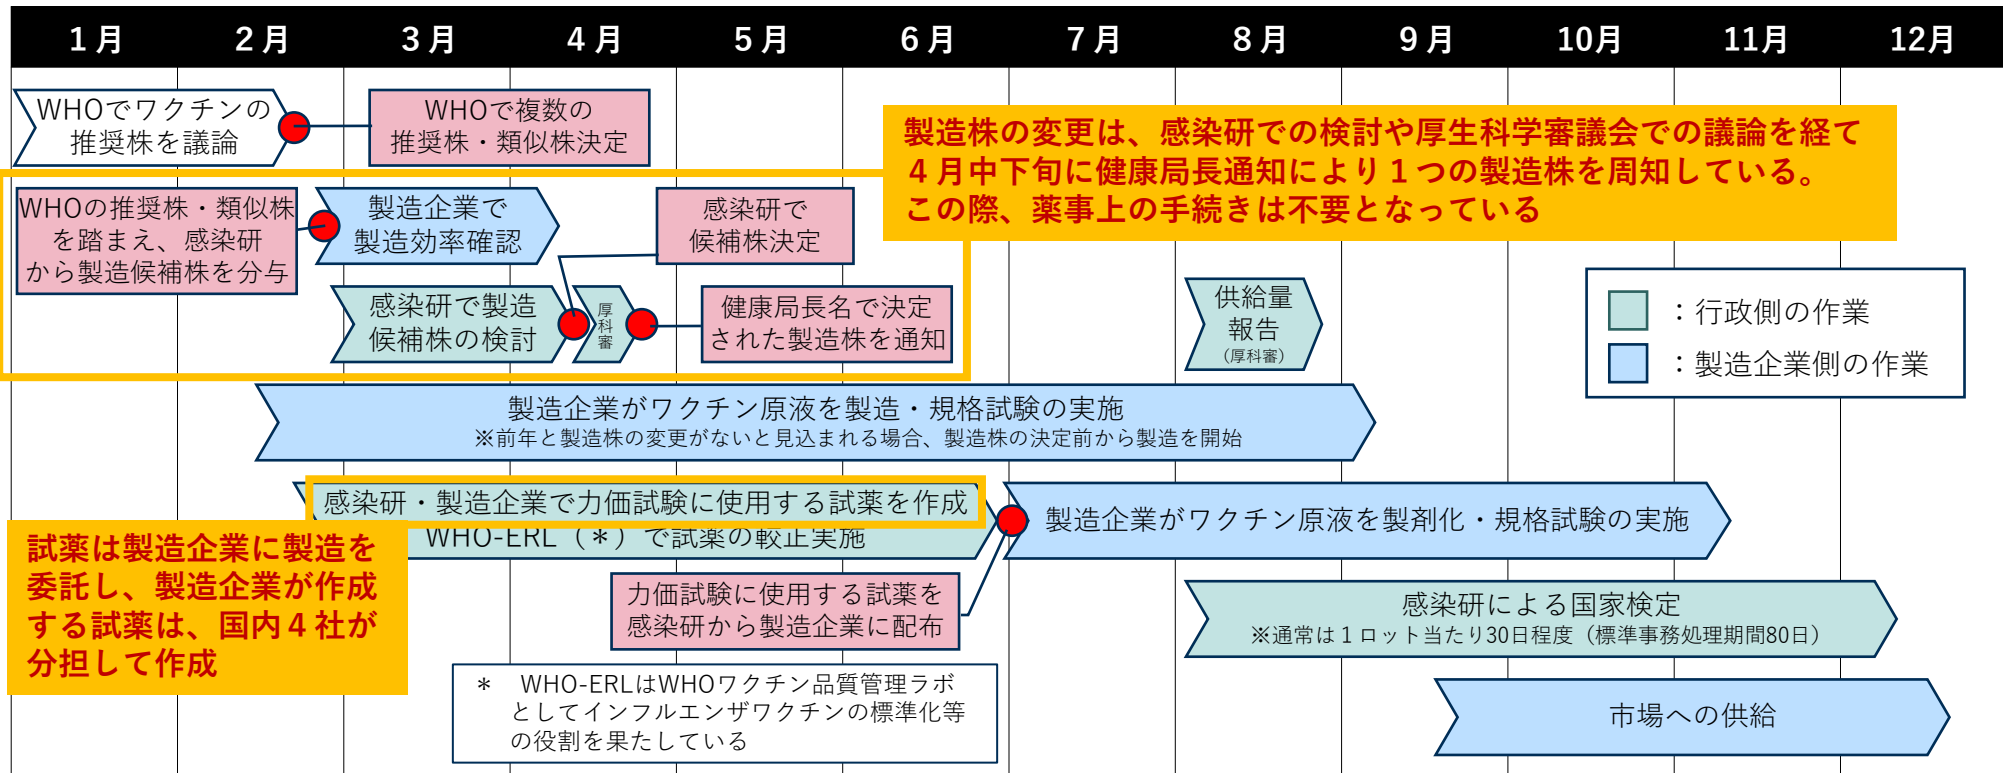 1月 2月 3月 4月 5月 6月 7月 8月 9月 10月 11月 12月
WHOでワクチンの
推奨株を議論
WHOで複数の
推奨株・類似株決定
製造株の変更は、感染研での検討や厚生科学審議会での議論を経て
４月中下旬に健康局長通知により１つの製造株を周知している。
この際、薬事上の手続きは不要となっている
WHOの推奨株・類似株
を踏まえ、感染研
から製造候補株を分与
製造企業で
製造効率確認
感染研で
候補株決定
感染研で製造
候補株の検討
厚
科
審
健康局長名で決定
された製造株を通知
供給量
報告
（厚科審）
：行政側の作業
：製造企業側の作業
製造企業がワクチン原液を製造・規格試験の実施
※前年と製造株の変更がないと見込まれる場合、製造株の決定前から製造を開始
感染研・製造企業で力価試験に使用する試薬を作成
WHO-ERL（＊）で試薬の較正実施
製造企業がワクチン原液を製剤化・規格試験の実施
試薬は製造企業に製造を
委託し、製造企業が作成
する試薬は、国内４社が
分担して作成
力価試験に使用する試薬を
感染研から製造企業に配布
感染研による国家検定
※通常は１ロット当たり30日程度（標準事務処理期間80日）
＊ WHO-ERLはWHOワクチン品質管理ラボ
としてインフルエンザワクチンの標準化等
の役割を果たしている
市場への供給